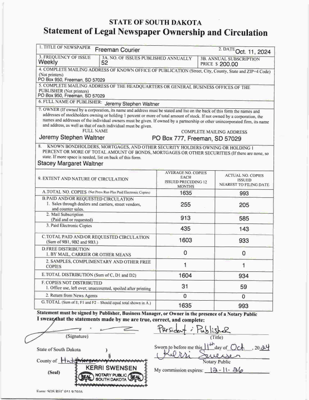 STATE OF SOUTH DAKOTA
Statement of Legal Newspaper Ownership and Circulation
1. TITLE OF NEWSPAPER Freeman Courier
2. DATE Oct. 11, 2024
3. FREQUENCY OF ISSUE
Weekly
3A. NO. OF ISSUES PUBLISHED ANNUALLY
52
3B. ANNUAL SUBSCRIPTION
PRICE $ 200.00
4. COMPLETE MAILING ADDRESS OF KNOWN OFFICE OF PUBLICATION (Street, City, County, State and ZIP+4 Code)
(Not printers)
PO Box 950, Freeman, SD 57029
5. COMPLETE MAILING ADDRESS OF THE HEADQUARTERS OR GENERAL BUSINESS OFFICES OF THE
PUBLISHER (Not printers)
PO Box 950, Freeman, SD 57029
6. FULL NAME OF PUBLISHER: Jeremy Stephen Waltner
7. OWNER (If owned by a corporation, its name and address must be stated and also on the back of this form the names and
addresses of stockholders owning or holding 1 percent or more of total amount of stock. If not owned by a corporation, the
names and addresses of the individual owners must be given. If owned by a partnership or other unincorporated firm, its name
and address, as well as that of each individual must be given.
FULL NAME
COMPLETE MAILING ADDRESS
Jeremy Stephen Waltner
PO Box 777, Freeman, SD 57029
8. KNOWN BONDHOLDERS, MORTGAGES, AND OTHER SECURITY HOLDERS OWNING OR HOLDING 1
PERCENT OR MORE OF TOTAL AMOUNT OF BONDS, MORTGAGES OR OTHER SECURITIES (If there are none, so
state. If more space is needed, list on back of this form.
Stacey Margaret Waltner
9. EXTENT AND NATURE OF CIRCULATION
AVERAGE NO. COPIES
EACH
ISSUED PRECEDING 12
MONTHS
ACTUAL NO. COPIES
ISSUED
NEAREST TO FILING DATE
A. TOTAL NO. COPIES (Net Press Run Plus Paid Electronic Copies) 1635 993
B. PAID AND/OR REQUESTED CIRCULATION
1. Sales through dealers and carriers, street vendors,
and counter sales.
255 205
2. Mail Subscription
(Paid and or requested)
913 585
3. Paid Electronic Copies 435 143
C. TOTAL PAID AND/OR REQUESTED CIRCULATION
(Sum of 9B1, 9B2 and 9B3.)
1603 933
D. FREE DISTRIBUTION
1. BY MAIL, CARRIER OR OTHER MEANS
0 0
2. SAMPLES, COMPLIMENTARY AND OTHER FREE
COPIES
1 1
E. TOTAL DISTRIBUTION (Sum of C, D1 and D2) 1604 934
F. COPIES NOT DISTRIBUTED
1. Office use, left over, unaccounted, spoiled after printing
31 59
2. Return from News Agents 0 0
G. TOTAL (Sum of E, F1 and F2 - Should equal total shown in A.) 1635 993
Statement must be signed by Publisher, Business Manager, or Owner in the presence of a Notary Public
I swear that the statements made by me are true, correct, and complete:
President & Publisher
(Signature)
(Title)
State of South Dakota
Sworn to before me this 11th day of Oct. 2024
County of
Kerri Swensen
(Seal)
Notary Public
KERRI SWENSEN
NOTARY PUBLIC
SOUTH DAKOTA
SEAL
My commission expires: 12-11-26